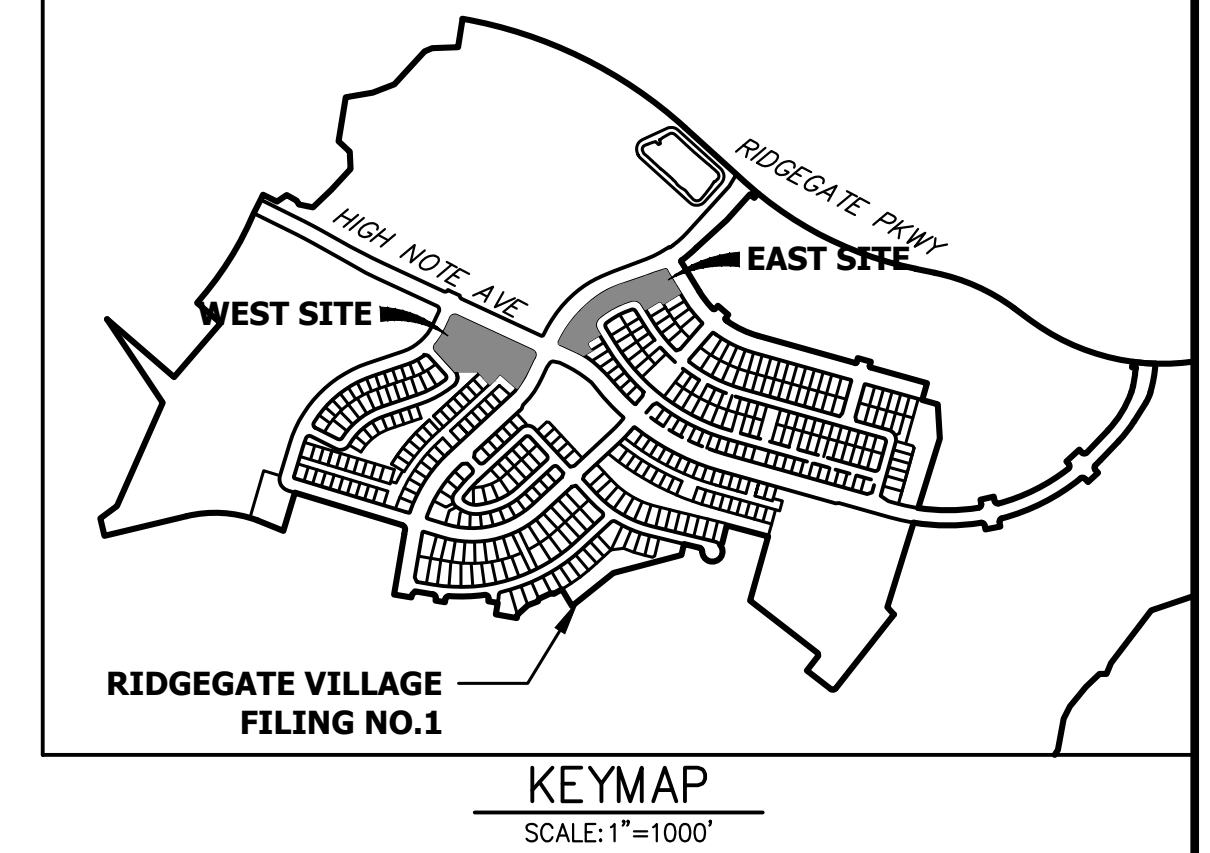 RIDGEGATE PKWY
HIGH NOTE AVE
EAST SITE
WEST SITE
RIDGEGATE VILLAGE
FILING NO.1
KEYMAP
SCALE: 1"=1000'